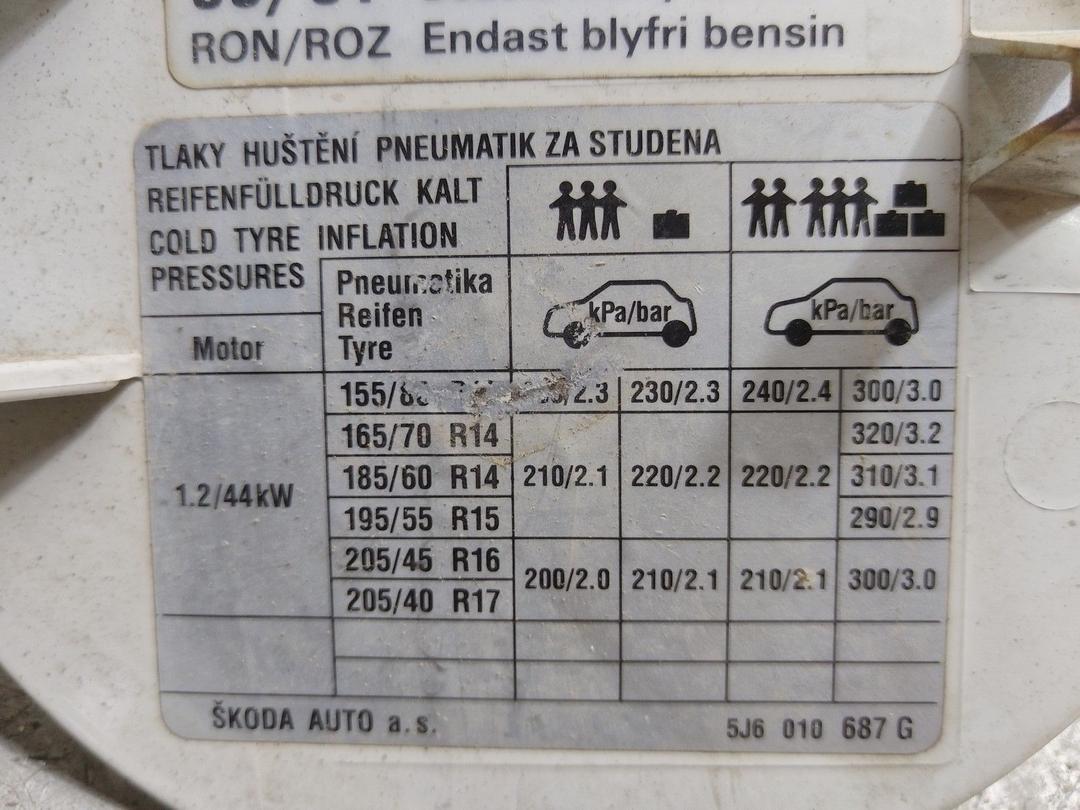 RON/ROZ Endast blyfri bensin
TLAKY HUŠTĚNÍ PNEUMATIK ZA STUDENA
REIFENFÜLLDRUCK KALT
COLD TYRE INFLATION
PRESSURES
Pneumatika
Reifen
Tyre
kPa/bar kPa/bar
Motor
230/2.3 240/2.4 300/3.0
165/70 R14 320/3.2
1.2/44kW 185/60 R14 210/2.1 220/2.2 220/2.2 310/3.1
195/55 R15 290/2.9
205/45 R16
200/2.0 210/2.1 210/2.1 300/3.0
205/40 R17
ŠKODA AUTO a.s. 5J6 010 687 G